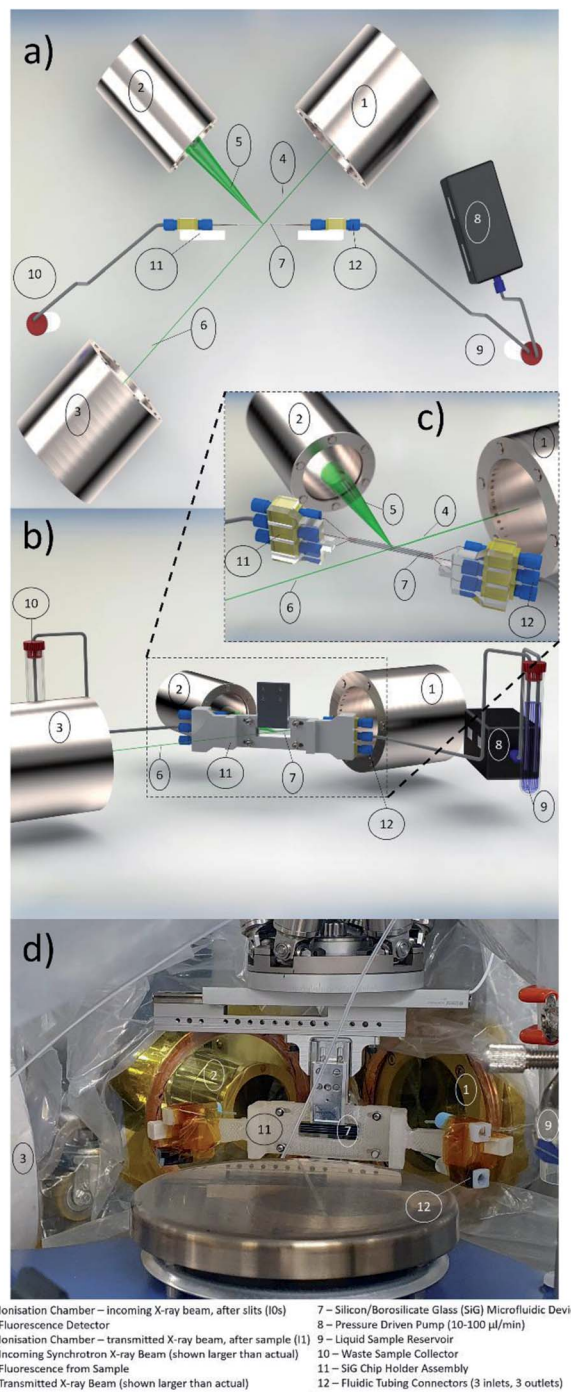 a)
2
1
5
4
8
11
7
12
10
6
9
3
c)
2
1
5
4
11
7
6
12
b)
10
2
1
3
6
11
7
8
12
9
d)
2
1
3
11
7
9
12
Ionisation Chamber – incoming X-ray beam, after slits (I0s)
Fluorescence Detector
Ionisation Chamber – transmitted X-ray beam, after sample (I1)
Incoming Synchrotron X-Ray Beam (shown larger than actual)
Fluorescence from Sample
Transmitted X-Ray Beam (shown larger than actual)
7 – Silicon/Borosilicate Glass (SiG) Microfluidic Devi
8 – Pressure Driven Pump (10-100 µl/min)
9 – Liquid Sample Reservoir
10 – Waste Sample Collector
11 – SiG Chip Holder Assembly
12 – Fluidic Tubing Connectors (3 inlets, 3 outlets)